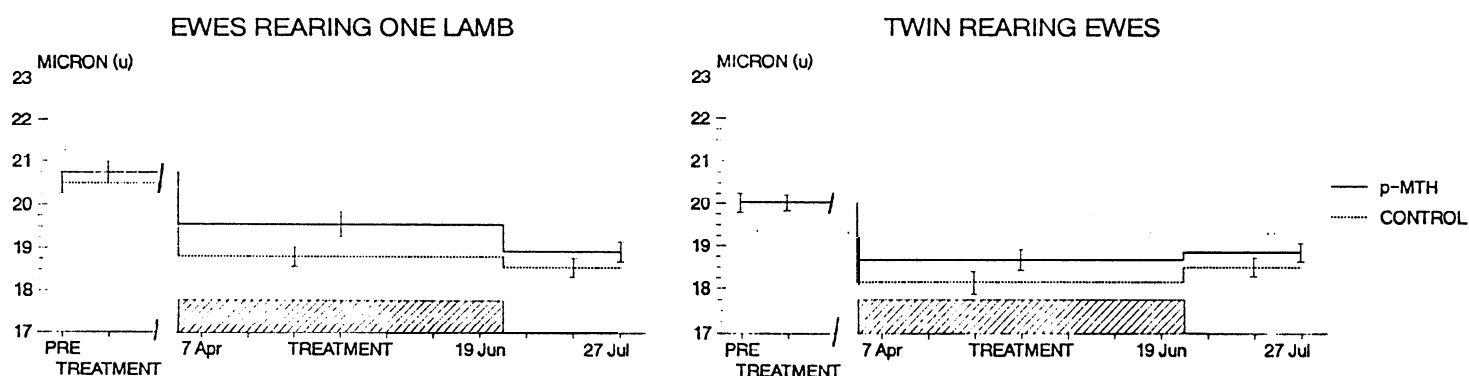 EWES REARING ONE LAMB
MICRON (u)
23
22
21
20
19
18
17
PRE
TREATMENT
7 Apr
TREATMENT
19 Jun
27 Jul
TWIN REARING EWES
MICRON (u)
23
22
21
20
19
18
17
PRE
TREATMENT
7 Apr
TREATMENT
19 Jun
27 Jul
p-MTH
CONTROL